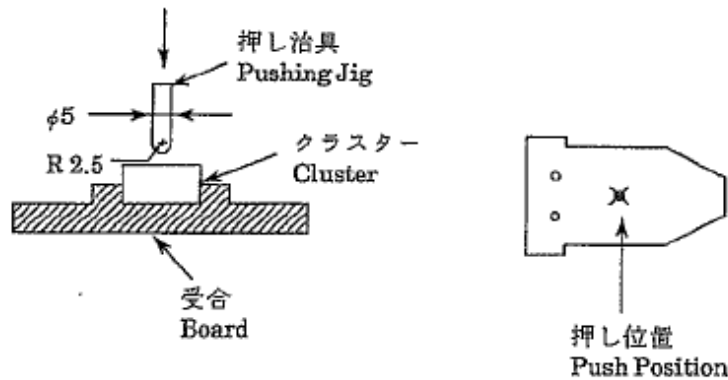 押し治具
Pushing Jig
φ5
R 2.5
クラスター
Cluster
受合
Board
押し位置
Push Position